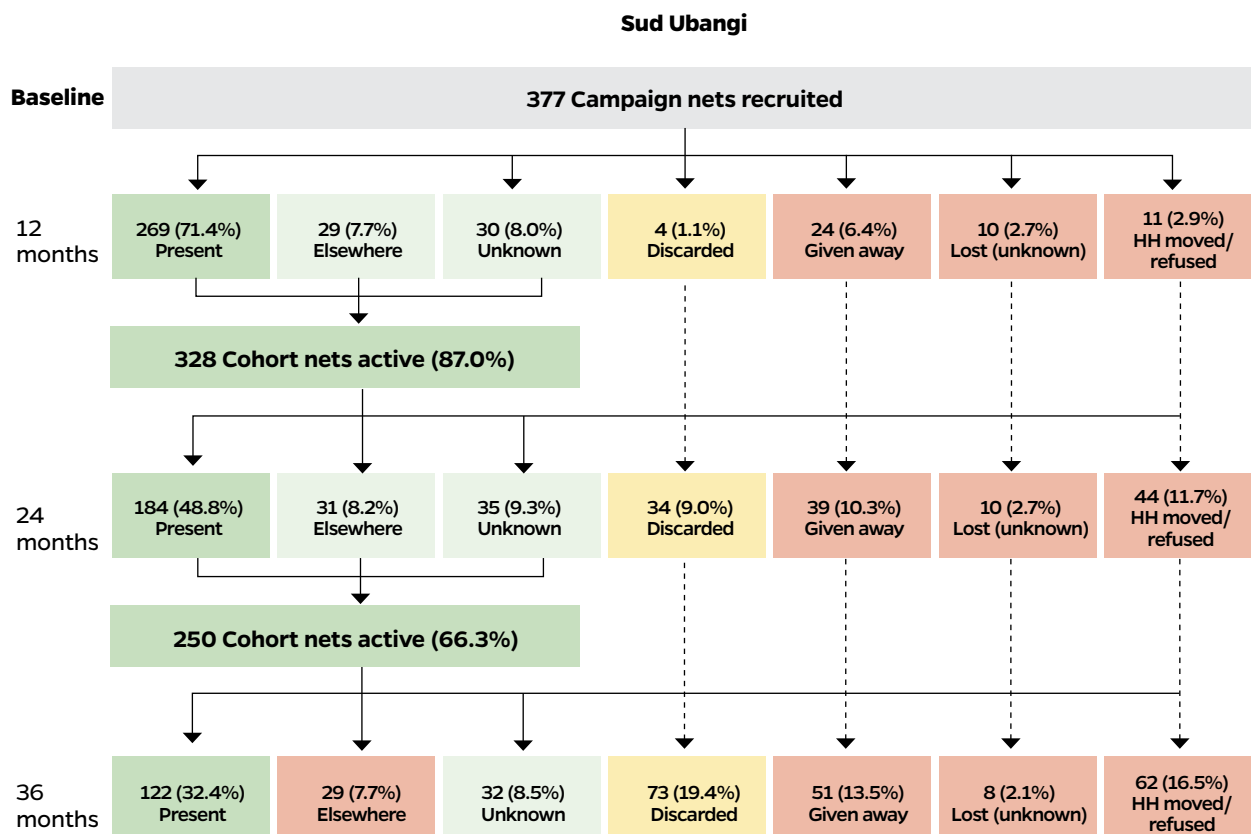 Sud Ubangi
Baseline
377 Campaign nets recruited
12
months
269 (71.4%)
Present
29 (7.7%)
Elsewhere
30 (8.0%)
Unknown
4 (1.1%)
Discarded
24 (6.4%)
Given away
10 (2.7%)
Lost (unknown)
11 (2.9%)
HH moved/
refused
328 Cohort nets active (87.0%)
24
months
184 (48.8%)
Present
31 (8.2%)
Elsewhere
35 (9.3%)
Unknown
34 (9.0%)
Discarded
39 (10.3%)
Given away
10 (2.7%)
Lost (unknown)
44 (11.7%)
HH moved/
refused
250 Cohort nets active (66.3%)
36
months
122 (32.4%)
Present
29 (7.7%)
Elsewhere
32 (8.5%)
Unknown
73 (19.4%)
Discarded
51 (13.5%)
Given away
8 (2.1%)
Lost (unknown)
62 (16.5%)
HH moved/
refused